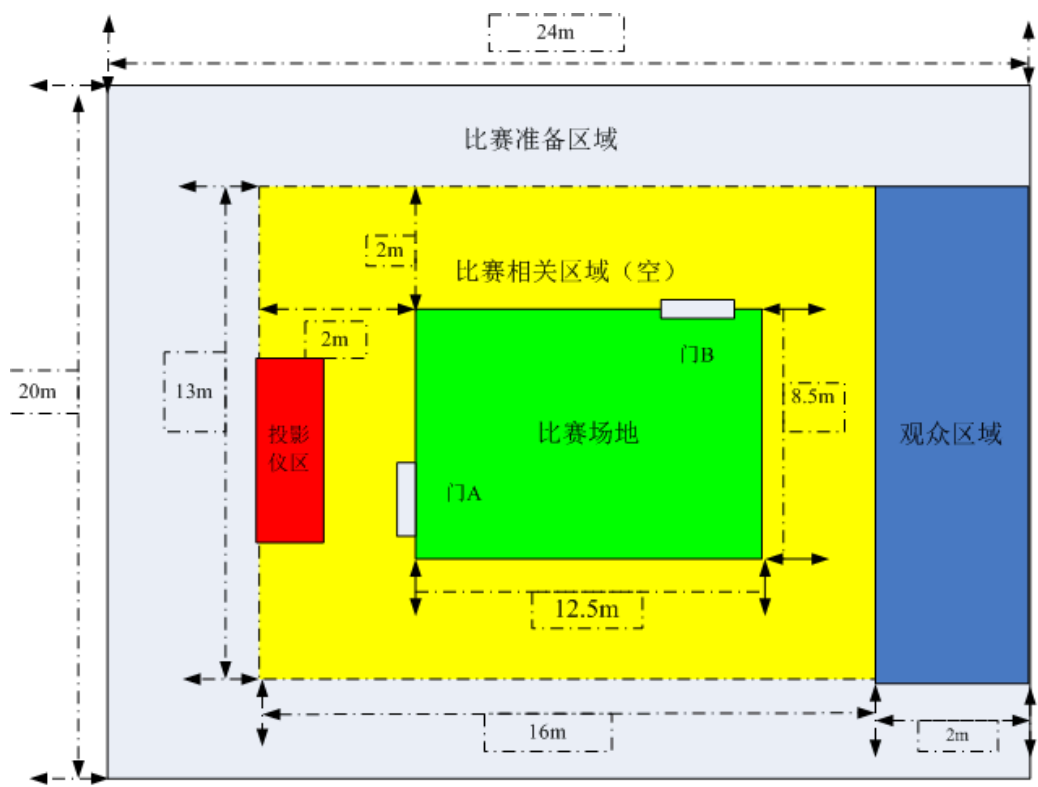 24m
比赛准备区域
2m
比赛相关区域（空）
2m
门B
20m
13m
8.5m
投影
仪区
比赛场地
观众区域
门A
12.5m
16m
2m